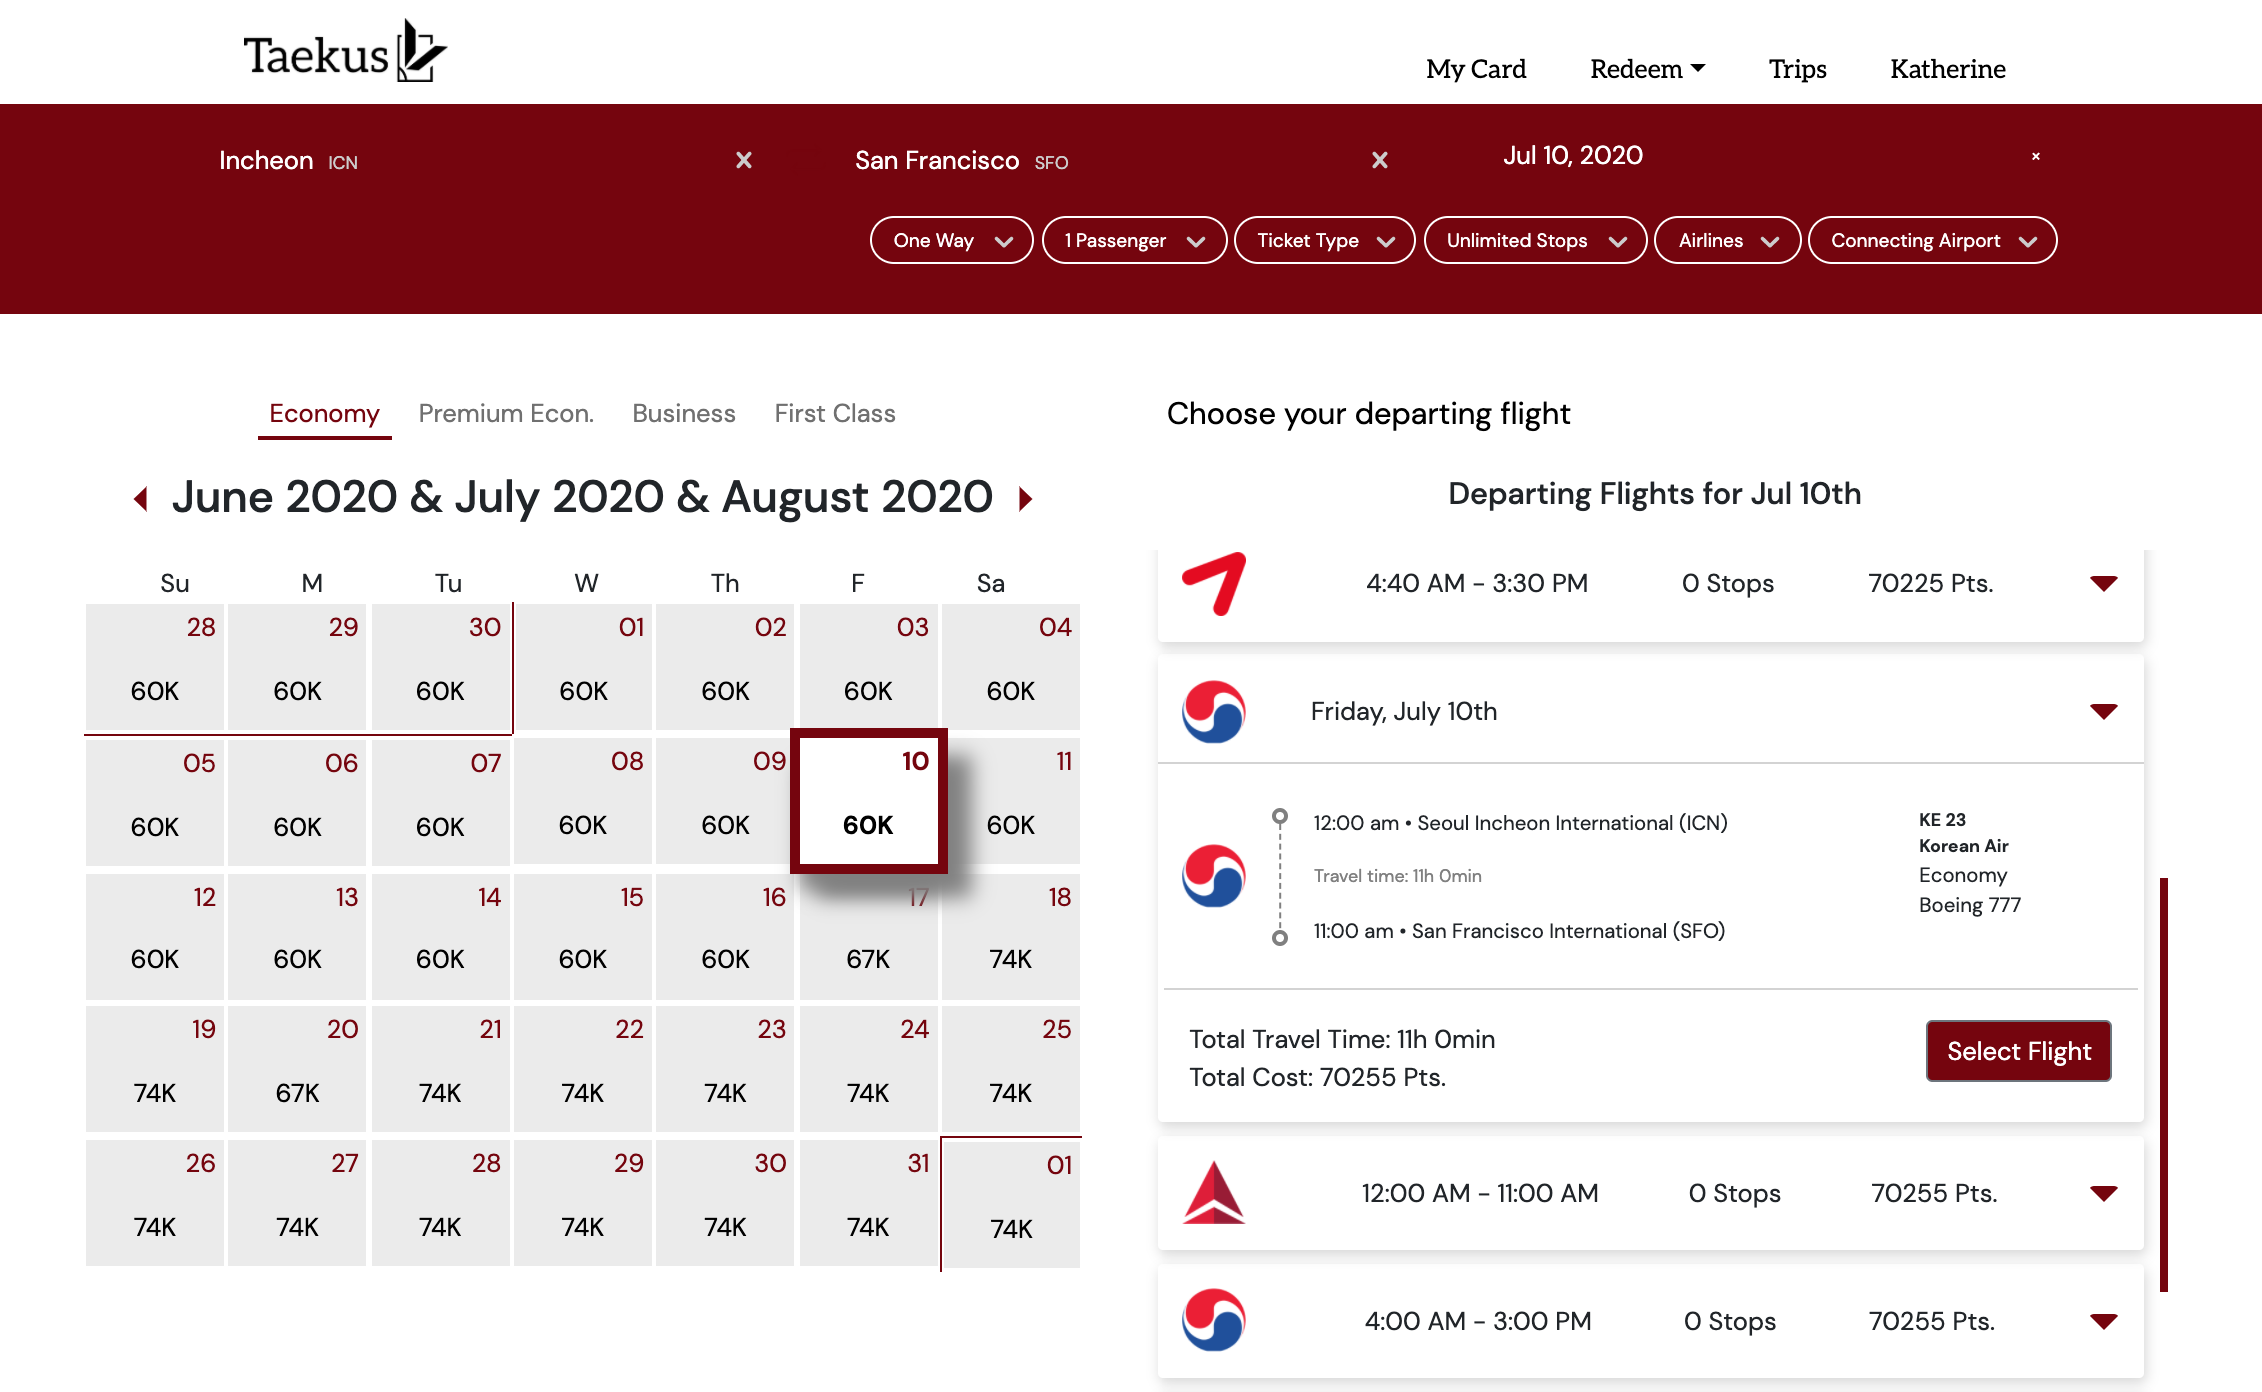 Taekus
My Card Redeem Trips Katherine
Incheon ICN × San Francisco SFO × Jul 10, 2020 ×
One Way 1 Passenger Ticket Type Unlimited Stops Airlines Connecting Airport
Economy Premium Econ. Business First Class
June 2020 & July 2020 & August 2020
Su M Tu W Th F Sa
28 29 30 01 02 03 04
60K 60K 60K 60K 60K 60K 60K
05 06 07 08 09 10 11
60K 60K 60K 60K 60K 60K 60K
12 13 14 15 16 17 18
60K 60K 60K 60K 60K 67K 74K
19 20 21 22 23 24 25
74K 67K 74K 74K 74K 74K 74K
26 27 28 29 30 31 01
74K 74K 74K 74K 74K 74K 74K
Choose your departing flight
Departing Flights for Jul 10th
4:40 AM - 3:30 PM 0 Stops 70225 Pts.
Friday, July 10th
12:00 am • Seoul Incheon International (ICN)
Travel time: 11h 0min
11:00 am • San Francisco International (SFO)
KE 23
Korean Air
Economy
Boeing 777
Total Travel Time: 11h 0min
Total Cost: 70255 Pts.
Select Flight
12:00 AM - 11:00 AM 0 Stops 70255 Pts.
4:00 AM - 3:00 PM 0 Stops 70255 Pts.